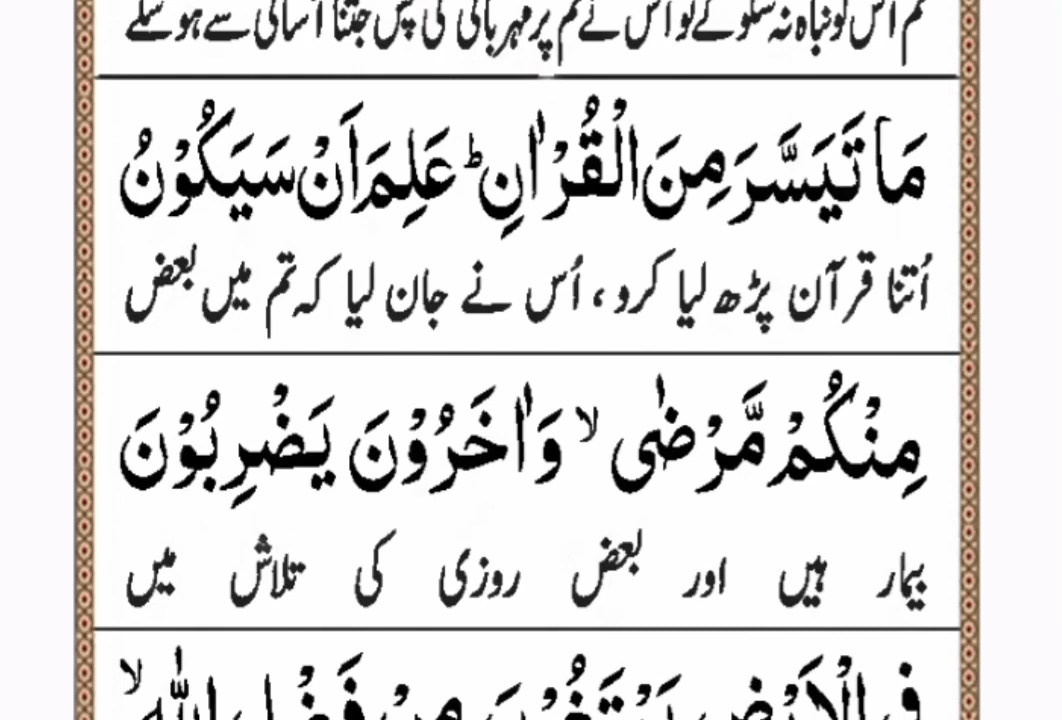 تم اس کو نباہ نہ سکو گے تو اس نے تم پر مہربانی کی پس جتنا آسانی سے ہو سکے
مَا تَيَسَّرَ مِنَ الْقُرْاٰنِ ؕ عَلِمَ اَنْ سَيَكُوْنُ
اُتنا قرآن پڑھ لیا کرو ، اُس نے جان لیا کہ تم میں بعض
مِنْكُمْ مَّرْضٰى ۙ وَاٰخَرُوْنَ يَضْرِبُوْنَ
بیمار ہیں اور بعض روزی کی تلاش میں
فِى الْاَرْضِ يَبْتَغُوْنَ مِنْ فَضْلِ اللّٰهِ ۙ